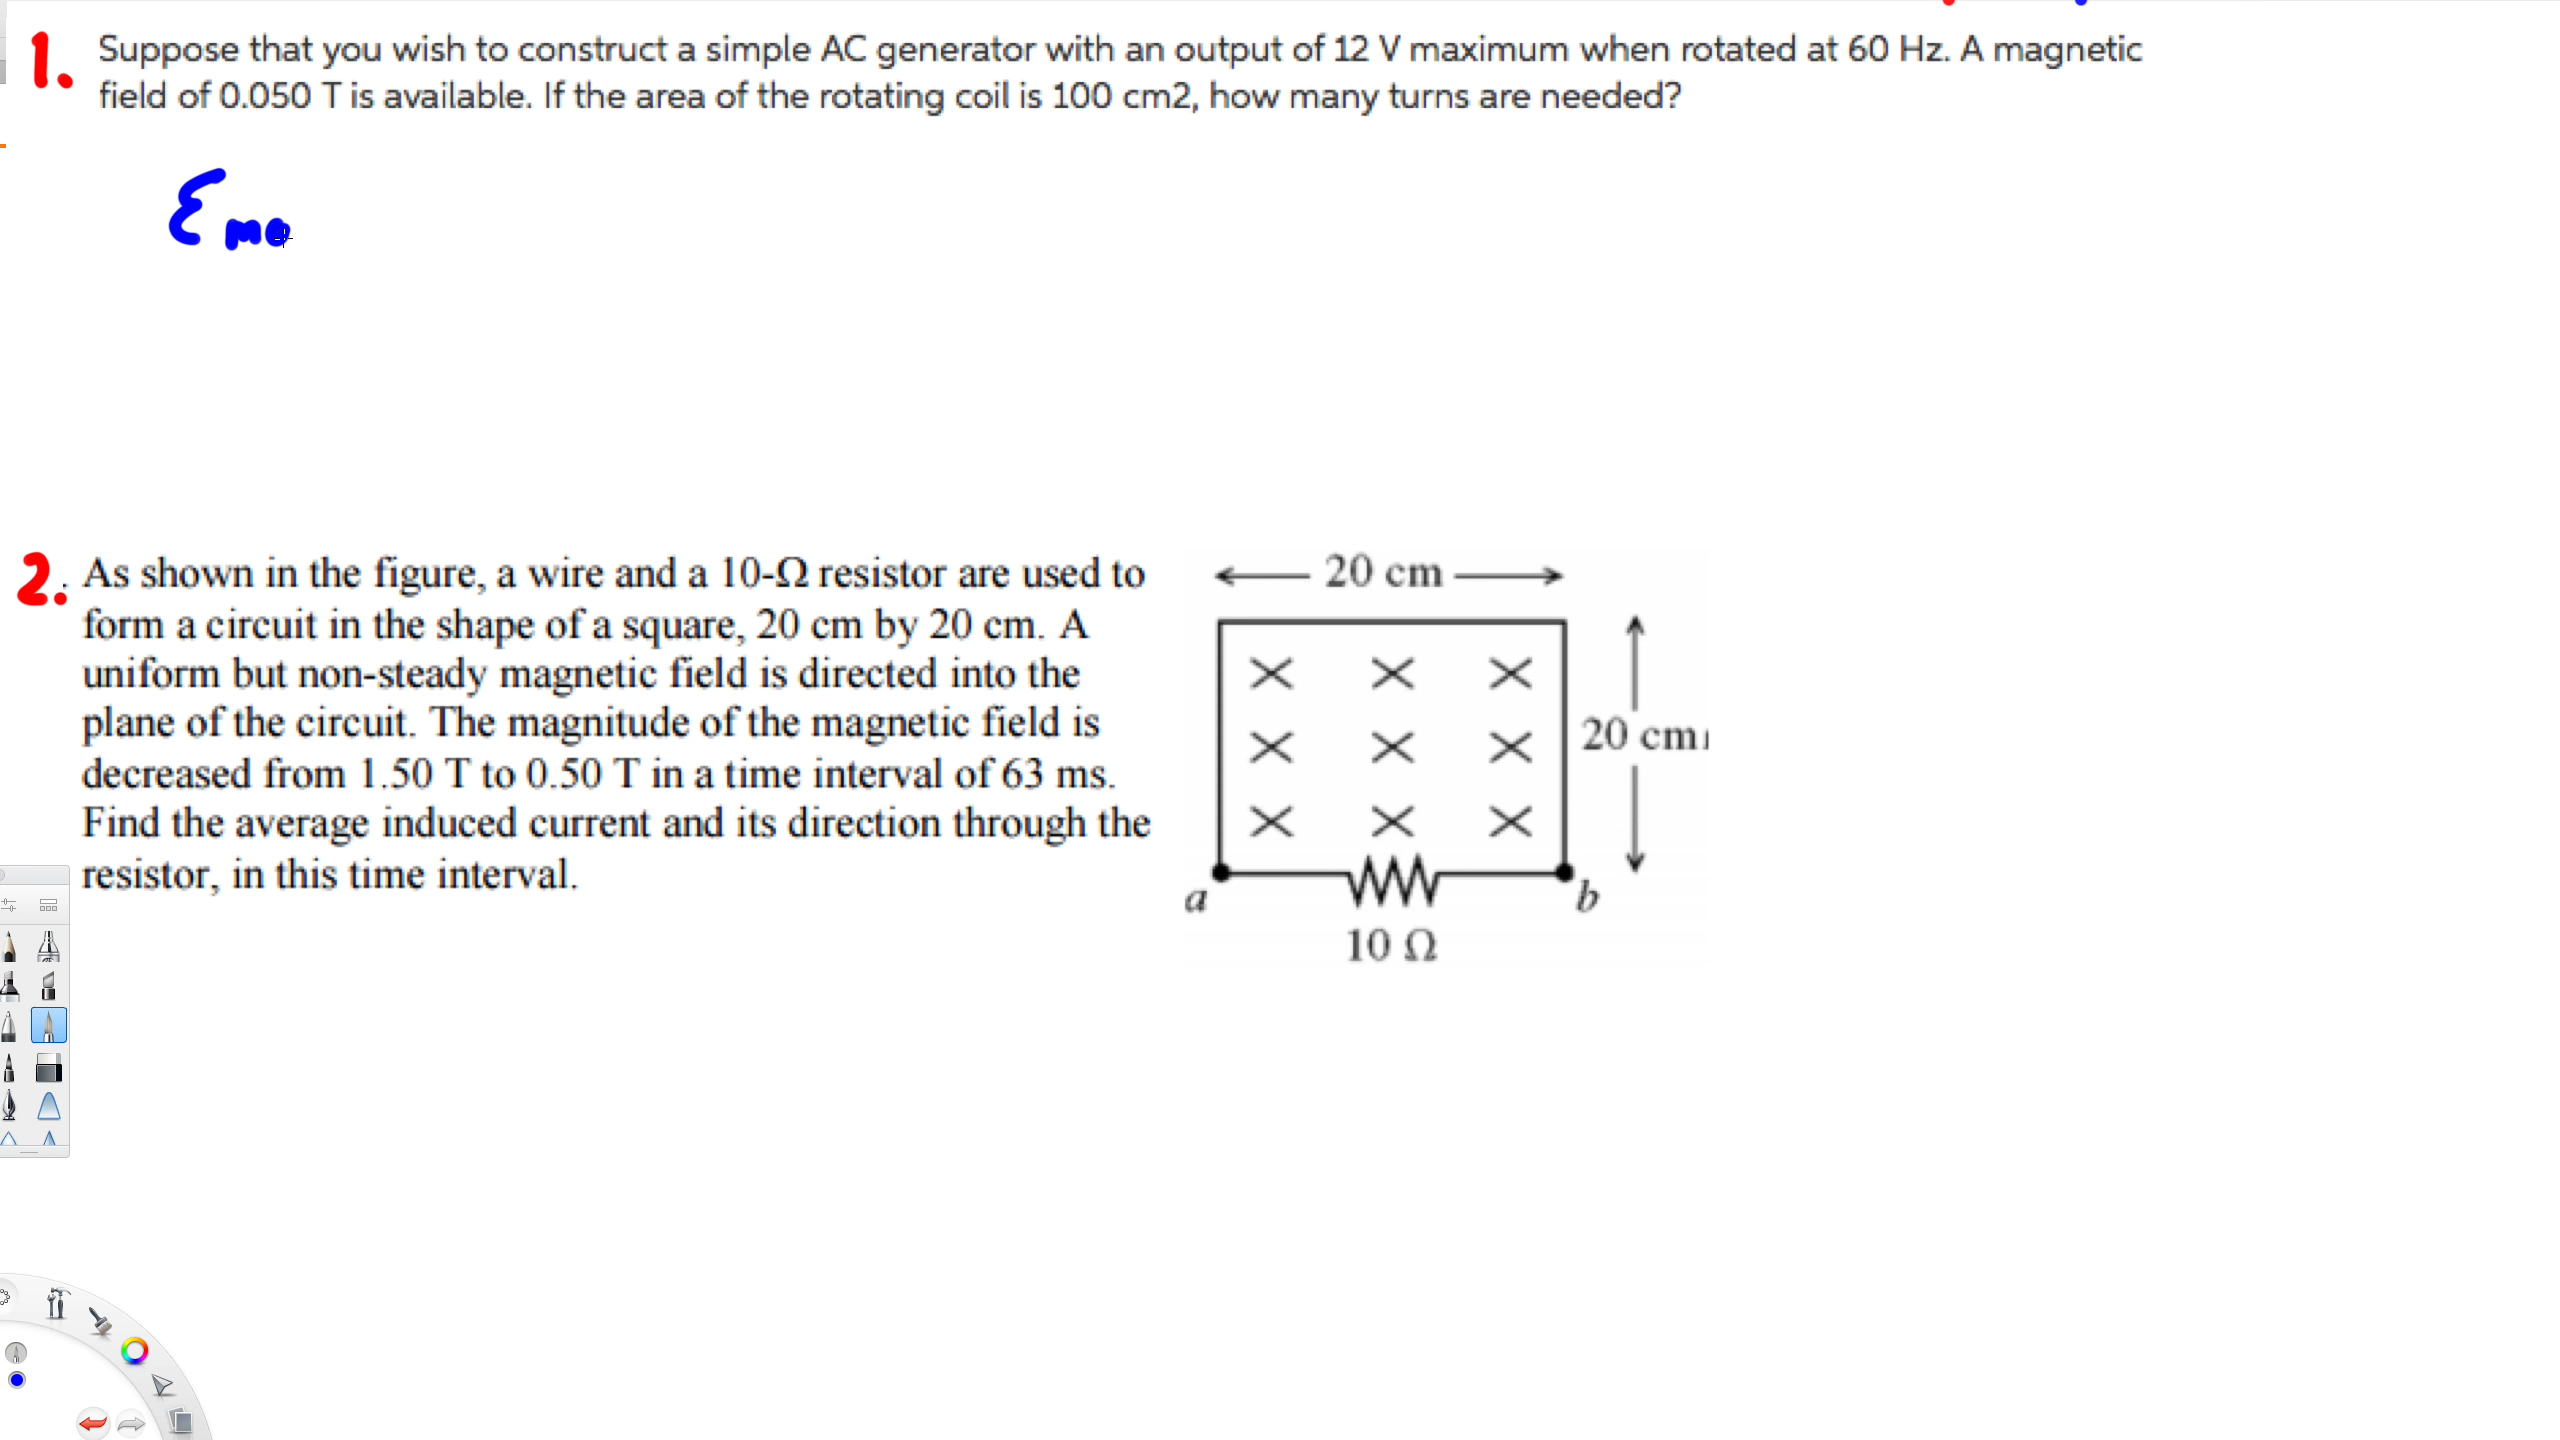 1. Suppose that you wish to construct a simple AC generator with an output of 12 V maximum when rotated at 60 Hz. A magnetic
field of 0.050 T is available. If the area of the rotating coil is 100 cm2, how many turns are needed?
Ɛma
2. As shown in the figure, a wire and a 10-Ω resistor are used to
form a circuit in the shape of a square, 20 cm by 20 cm. A
uniform but non-steady magnetic field is directed into the
plane of the circuit. The magnitude of the magnetic field is
decreased from 1.50 T to 0.50 T in a time interval of 63 ms.
Find the average induced current and its direction through the
resistor, in this time interval.
20 cm
20 cm
a
b
10 Ω